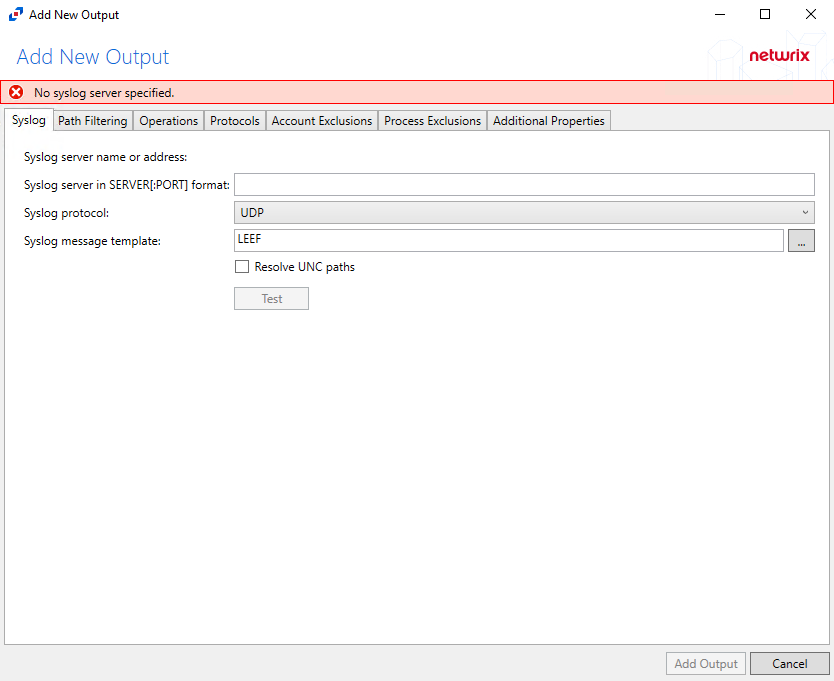 Add New Output
Add New Output
netwrix
No syslog server specified.
Syslog Path Filtering Operations Protocols Account Exclusions Process Exclusions Additional Properties
Syslog server name or address:
Syslog server in SERVER[:PORT] format:
Syslog protocol: UDP
Syslog message template: LEEF ...
Resolve UNC paths
Test
Add Output Cancel